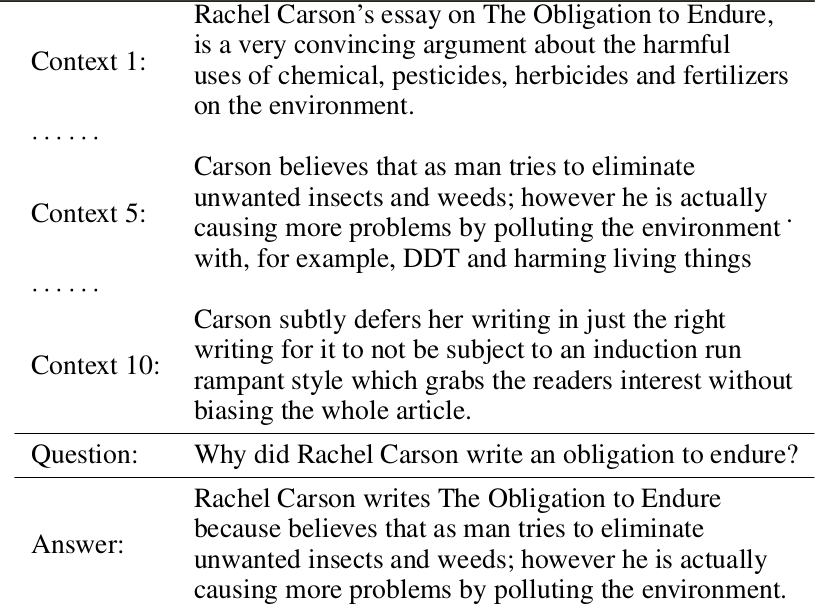 Context 1:
Rachel Carson's essay on The Obligation to Endure,
is a very convincing argument about the harmful
uses of chemical, pesticides, herbicides and fertilizers
on the environment.
. . . . . .
Context 5:
Carson believes that as man tries to eliminate
unwanted insects and weeds; however he is actually
causing more problems by polluting the environment .
with, for example, DDT and harming living things
. . . . . .
Context 10:
Carson subtly defers her writing in just the right
writing for it to not be subject to an induction run
rampant style which grabs the readers interest without
biasing the whole article.
Question: Why did Rachel Carson write an obligation to endure?
Answer:
Rachel Carson writes The Obligation to Endure
because believes that as man tries to eliminate
unwanted insects and weeds; however he is actually
causing more problems by polluting the environment.